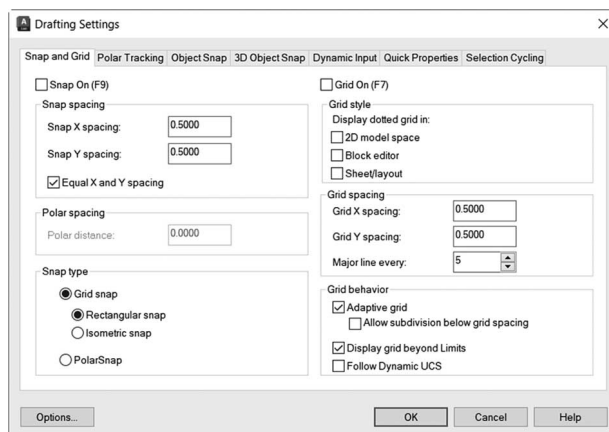 Drafting Settings
Snap and Grid Polar Tracking Object Snap 3D Object Snap Dynamic Input Quick Properties Selection Cycling
Snap On (F9)
Snap spacing
Snap X spacing: 0.5000
Snap Y spacing: 0.5000
Equal X and Y spacing
Polar spacing
Polar distance: 0.0000
Snap type
Grid snap
Rectangular snap
Isometric snap
PolarSnap
Grid On (F7)
Grid style
Display dotted grid in:
2D model space
Block editor
Sheet/layout
Grid spacing
Grid X spacing: 0.5000
Grid Y spacing: 0.5000
Major line every: 5
Grid behavior
Adaptive grid
Allow subdivision below grid spacing
Display grid beyond Limits
Follow Dynamic UCS
Options... OK Cancel Help